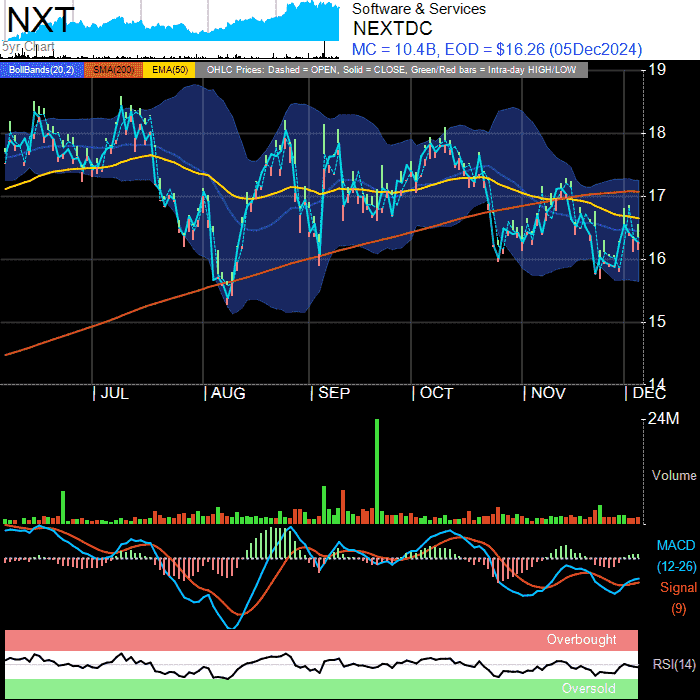 NXT
5yr Chart
Software & Services
NEXTDC
MC = 10.4B, EOD = $16.26 (05Dec2024)
BollBands(20,2) SMA(200) EMA(50) OHLC Prices: Dashed = OPEN, Solid = CLOSE, Green/Red bars = Intra-day HIGH/LOW
19
18
17
16
15
14
JUL AUG SEP OCT NOV DEC
24M
Volume
MACD
(12-26)
Signal
(9)
Overbought
RSI(14)
Oversold